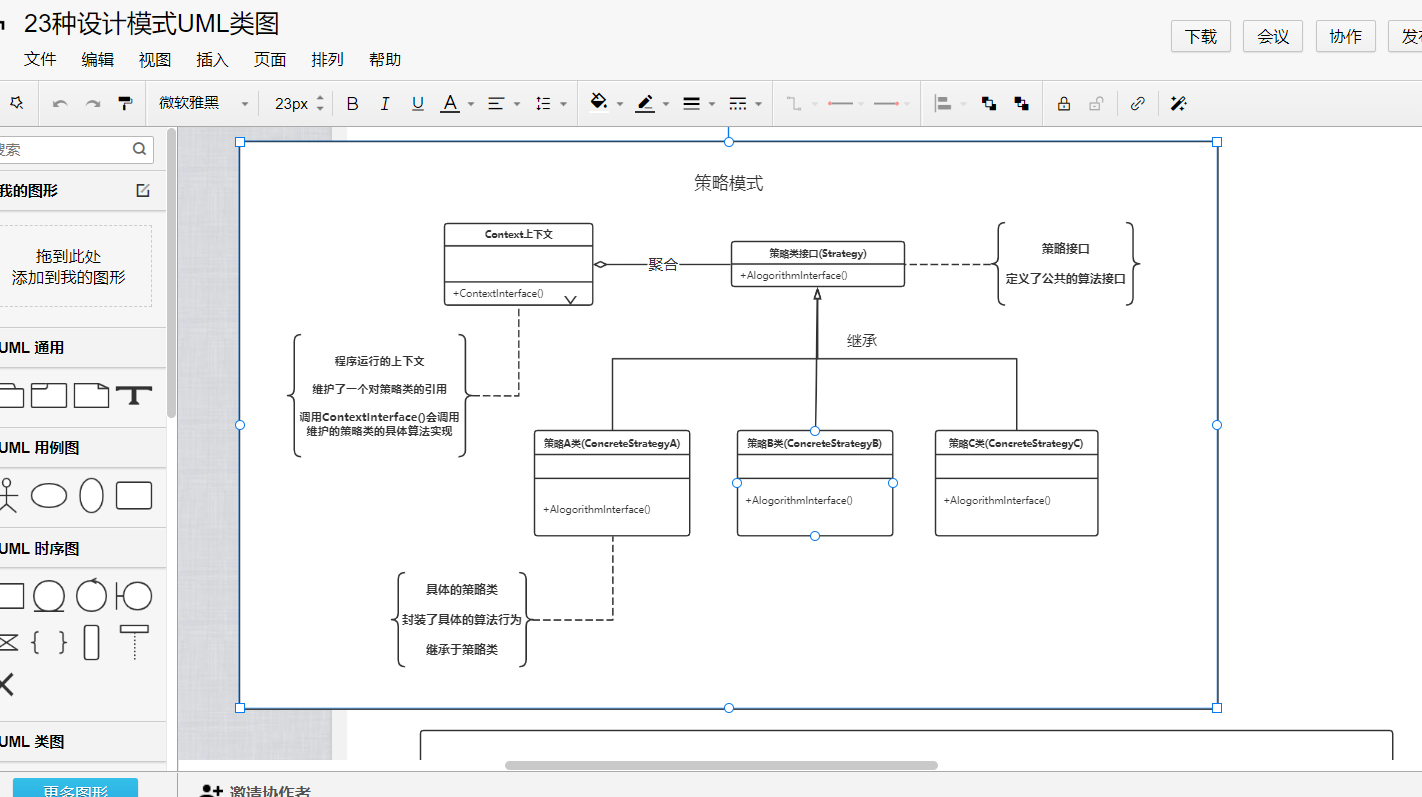 23种设计模式UML类图
文件 编辑 视图 插入 页面 排列 帮助
下载 会议 协作 发布
微软雅黑 23px B I U A
搜索
我的图形
拖到此处
添加到我的图形
UML 通用
UML 用例图
UML 时序图
UML 类图
更多图形
策略模式
Context上下文
+ContextInterface()
聚合
策略类接口(Strategy)
+AlogorithmInterface()
策略接口
定义了公共的算法接口
继承
程序运行的上下文
维护了一个对策略类的引用
调用ContextInterface()会调用
维护的策略类的具体算法实现
策略A类(ConcreteStrategyA)
+AlogorithmInterface()
策略B类(ConcreteStrategyB)
+AlogorithmInterface()
策略C类(ConcreteStrategyC)
+AlogorithmInterface()
具体的策略类
封装了具体的算法行为
继承于策略类
邀请协作者